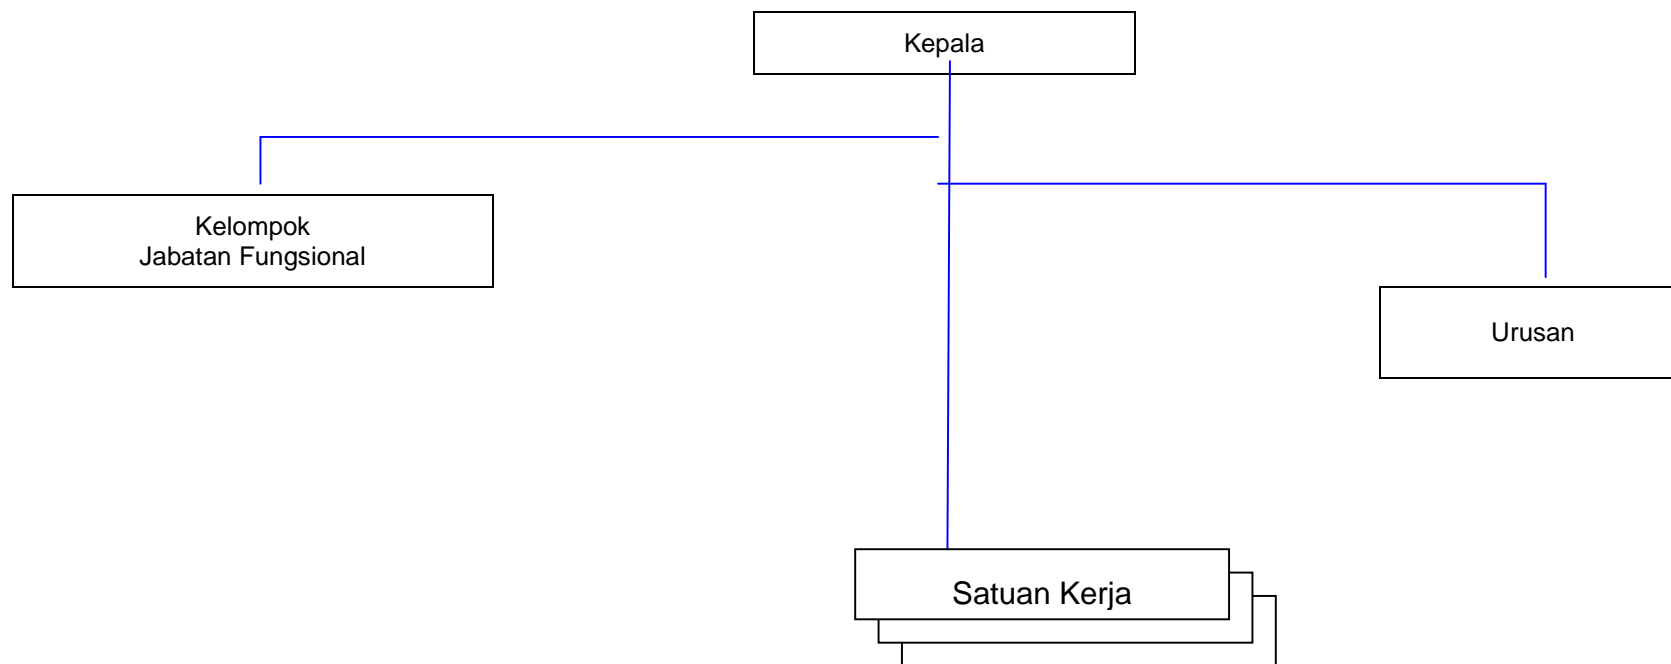 Kepala
Kelompok
Jabatan Fungsional
Urusan
Satuan Kerja